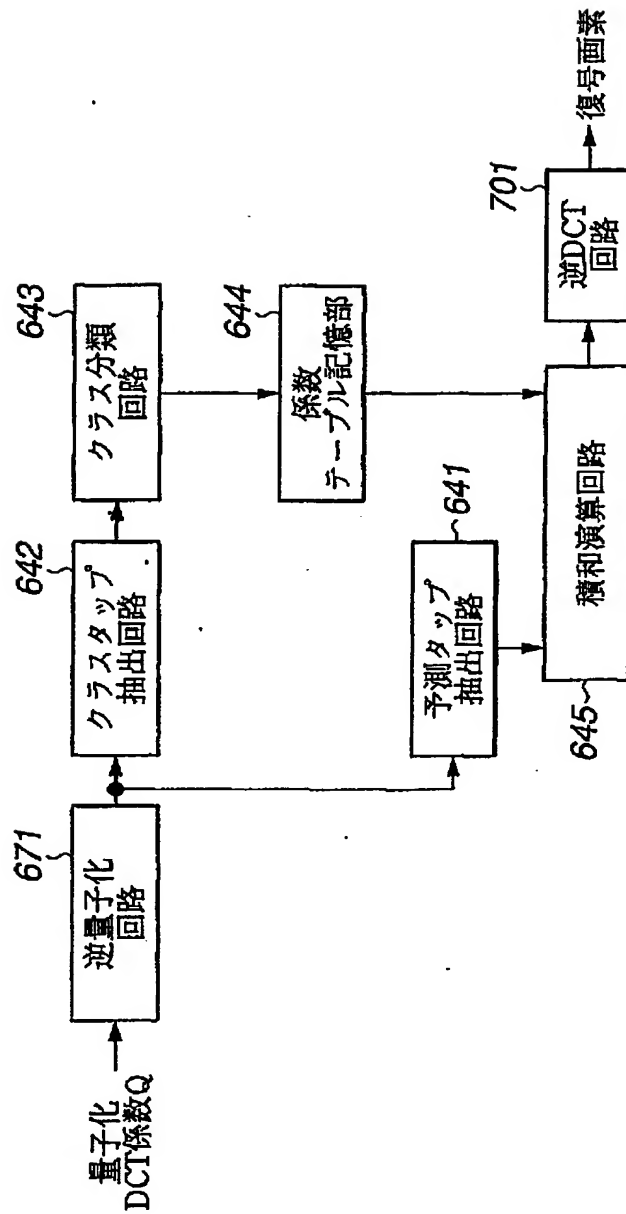 量子化
DCT係数Q
671
逆量子化
回路
642
クラスタップ
抽出回路
643
クラス分類
回路
644
係数
テーブル記憶部
641
予測タップ
抽出回路
645
積和演算回路
701
逆DCT
回路
復号画素